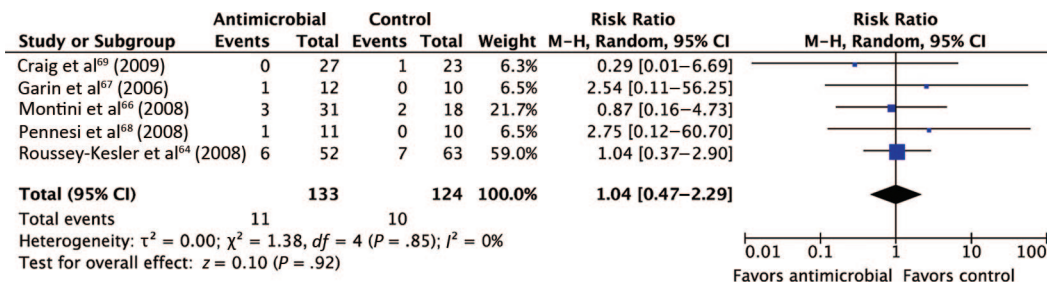 Antimicrobial Control Risk Ratio Risk Ratio
Study or Subgroup Events Total Events Total Weight M–H, Random, 95% CI M–H, Random, 95% CI
Craig et al⁶⁹ (2009) 0 27 1 23 6.3% 0.29 [0.01–6.69]
Garin et al⁶⁷ (2006) 1 12 0 10 6.5% 2.54 [0.11–56.25]
Montini et al⁶⁶ (2008) 3 31 2 18 21.7% 0.87 [0.16–4.73]
Pennesi et al⁶⁸ (2008) 1 11 0 10 6.5% 2.75 [0.12–60.70]
Roussey-Kesler et al⁶⁴ (2008) 6 52 7 63 59.0% 1.04 [0.37–2.90]
Total (95% CI) 133 124 100.0% 1.04 [0.47–2.29]
Total events 11 10
Heterogeneity: τ² = 0.00; χ² = 1.38, df = 4 (P = .85); I² = 0%
Test for overall effect: z = 0.10 (P = .92)
0.01 0.1 1 10 100
Favors antimicrobial Favors control